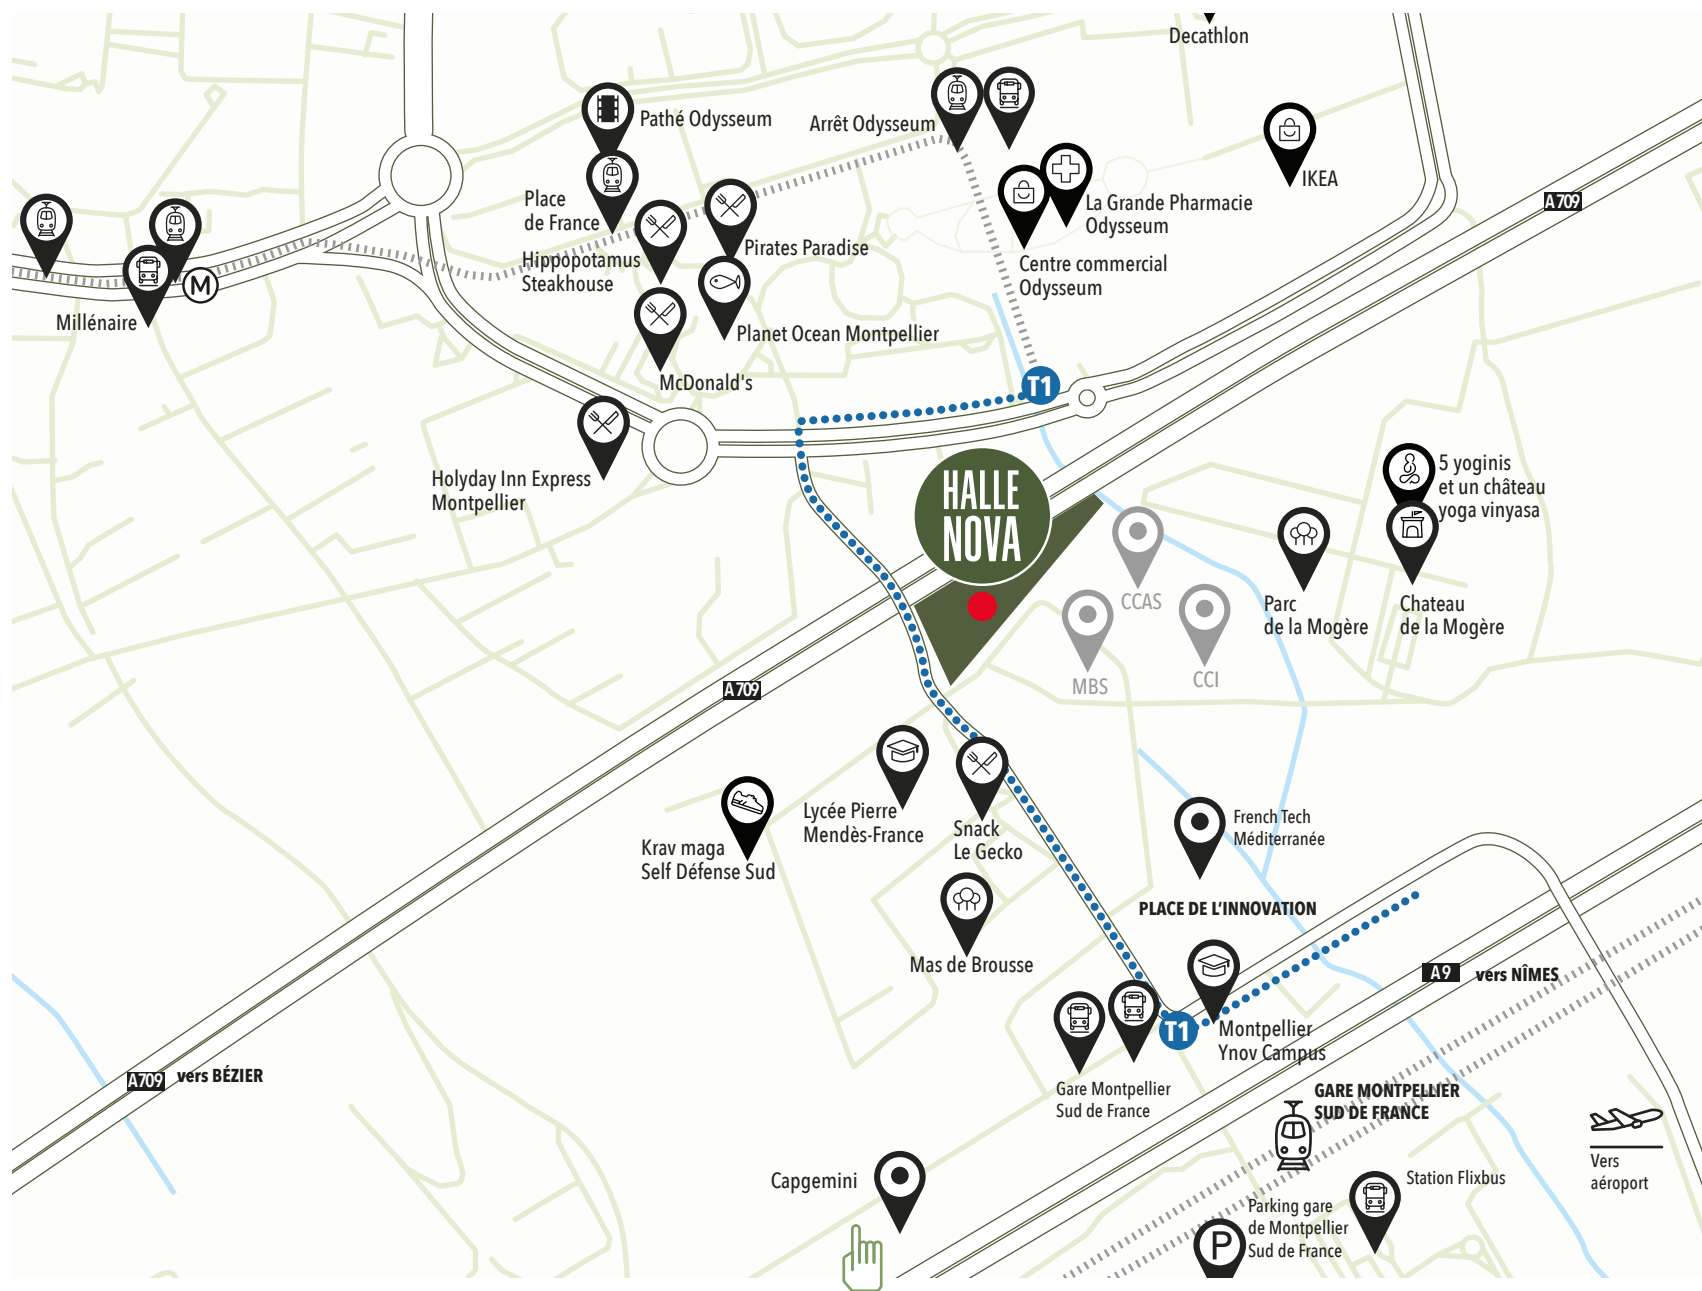 Decathlon
Pathé Odysseum
Arrêt Odysseum
IKEA
A709
Place
de France
La Grande Pharmacie
Odysseum
Hippopotamus
Steakhouse
Pirates Paradise
Centre commercial
Odysseum
M
Millénaire
Planet Ocean Montpellier
McDonald's
T1
Holyday Inn Express
Montpellier
HALLE
NOVA
5 yoginis
et un château
yoga vinyasa
CCAS
Parc
de la Mogère
Chateau
de la Mogère
MBS
CCI
A709
Lycée Pierre
Mendès-France
Snack
Le Gecko
French Tech
Méditerranée
Krav maga
Self Défense Sud
PLACE DE L'INNOVATION
Mas de Brousse
A9
vers NÎMES
T1
Montpellier
Ynov Campus
A709
vers BÉZIER
Gare Montpellier
Sud de France
GARE MONTPELLIER
SUD DE FRANCE
Vers
aéroport
Capgemini
Station Flixbus
P
Parking gare
de Montpellier
Sud de France